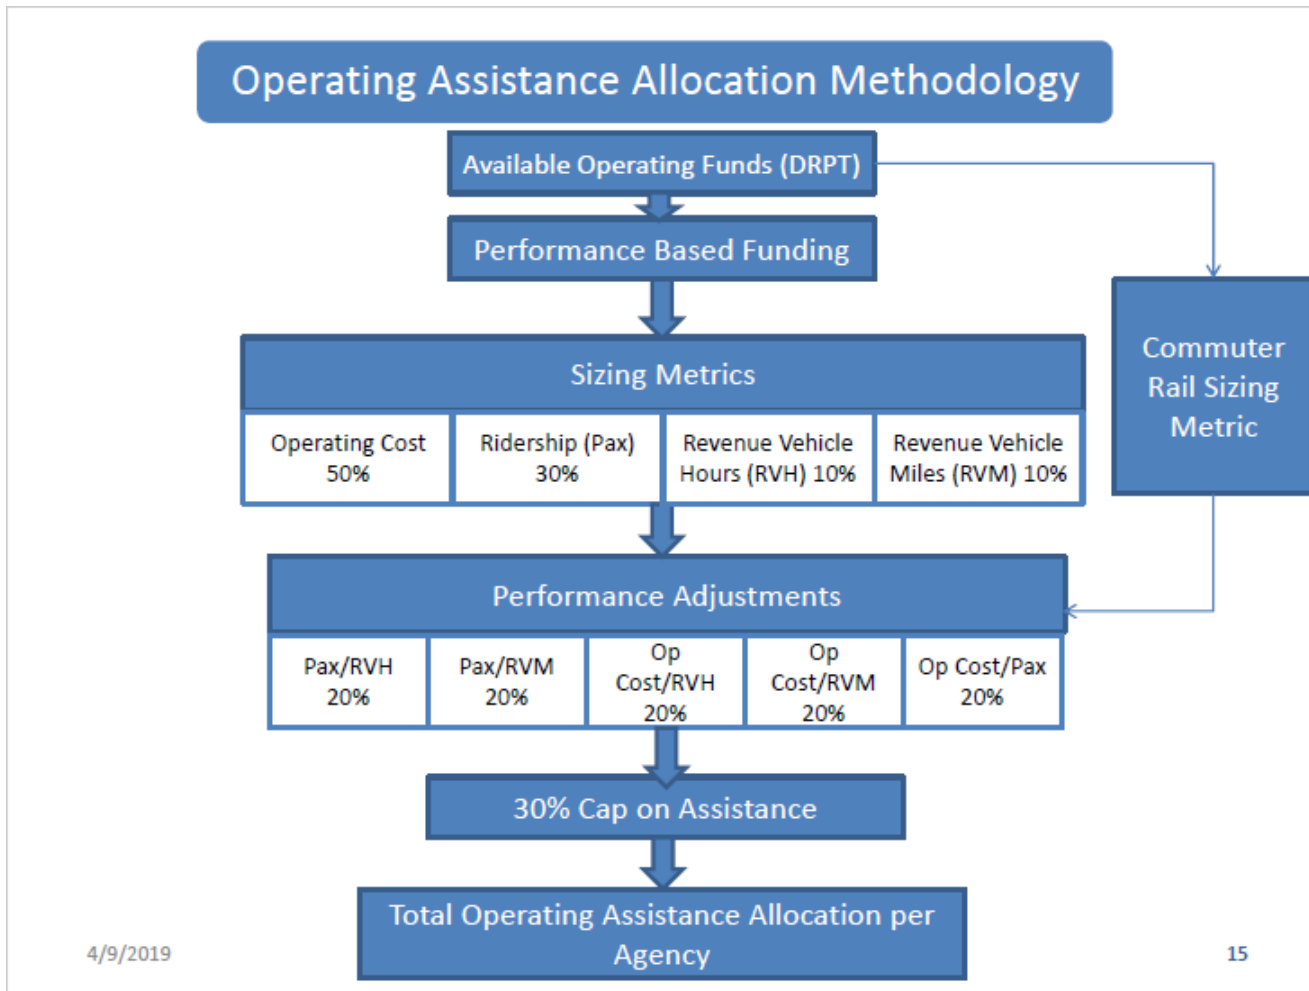 Operating Assistance Allocation Methodology
Available Operating Funds (DRPT)
Performance Based Funding
Commuter
Rail Sizing
Metric
Sizing Metrics
Operating Cost
50%
Ridership (Pax)
30%
Revenue Vehicle
Hours (RVH) 10%
Revenue Vehicle
Miles (RVM) 10%
Performance Adjustments
Pax/RVH
20%
Pax/RVM
20%
Op
Cost/RVH
20%
Op
Cost/RVM
20%
Op Cost/Pax
20%
30% Cap on Assistance
Total Operating Assistance Allocation per
Agency
4/9/2019
15